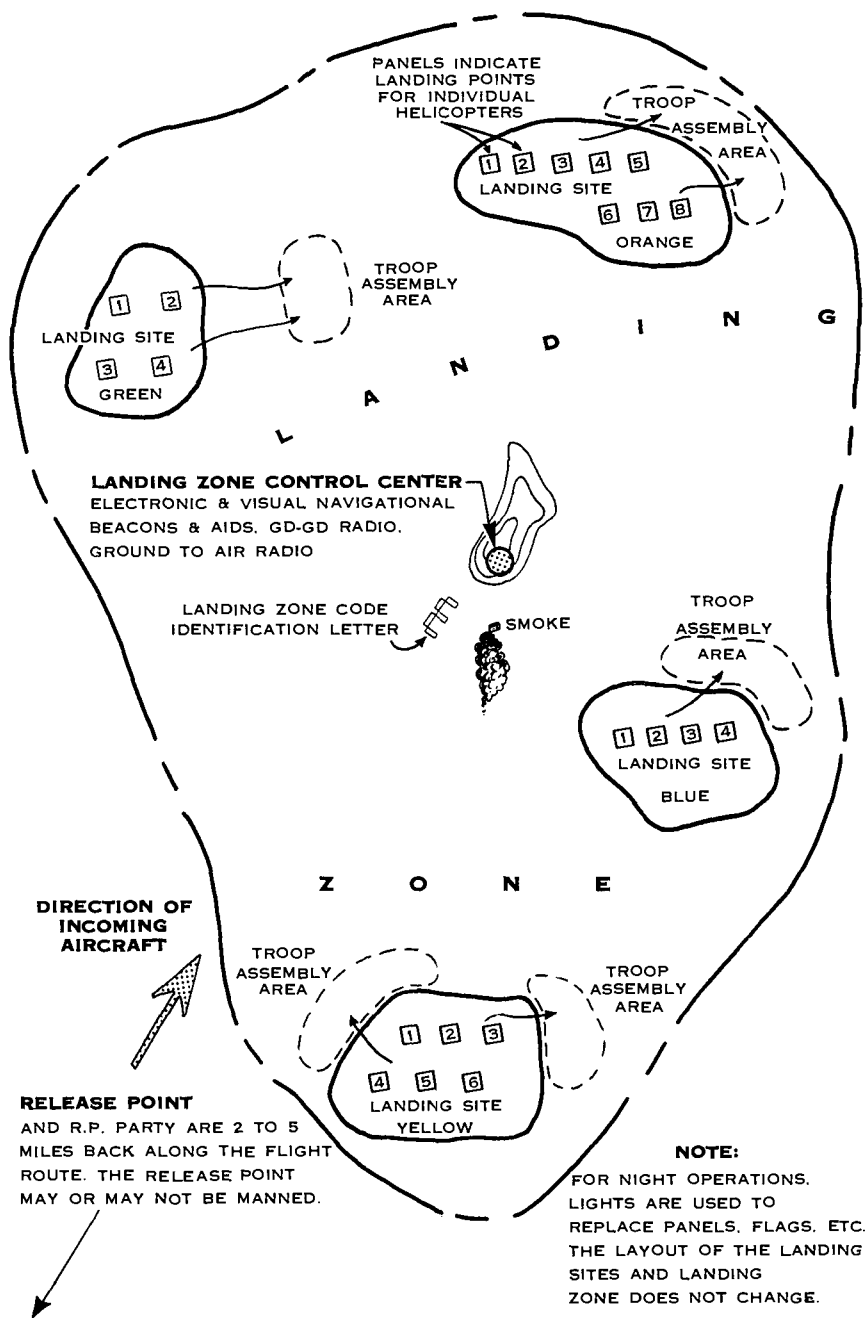 PANELS INDICATE
LANDING POINTS
FOR INDIVIDUAL
HELICOPTERS
TROOP
ASSEMBLY
AREA
1 2 3 4 5
LANDING SITE
6 7 8
ORANGE
1 2
LANDING SITE
3 4
GREEN
TROOP
ASSEMBLY
AREA
LANDING
LANDING ZONE CONTROL CENTER
ELECTRONIC & VISUAL NAVIGATIONAL
BEACONS & AIDS, GD-GD RADIO,
GROUND TO AIR RADIO
LANDING ZONE CODE
IDENTIFICATION LETTER
SMOKE
TROOP
ASSEMBLY
AREA
1 2 3 4
LANDING SITE
BLUE
ZONE
DIRECTION OF
INCOMING
AIRCRAFT
TROOP
ASSEMBLY
AREA
TROOP
ASSEMBLY
AREA
1 2 3
4 5 6
LANDING SITE
YELLOW
RELEASE POINT
AND R.P. PARTY ARE 2 TO 5
MILES BACK ALONG THE FLIGHT
ROUTE. THE RELEASE POINT
MAY OR MAY NOT BE MANNED.
NOTE:
FOR NIGHT OPERATIONS,
LIGHTS ARE USED TO
REPLACE PANELS, FLAGS, ETC.
THE LAYOUT OF THE LANDING
SITES AND LANDING
ZONE DOES NOT CHANGE.